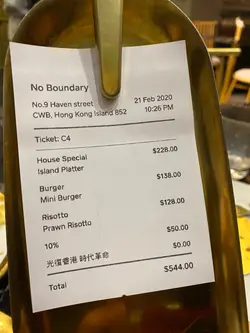 No Boundary
No.9 Haven street 21 Feb 2020
CWB, Hong Kong Island 852 10:26 PM
Ticket: C4
House Special $228.00
Island Platter
Burger $138.00
Mini Burger
Risotto $128.00
Prawn Risotto
10% $50.00
光復香港 時代革命 $0.00
Total $544.00